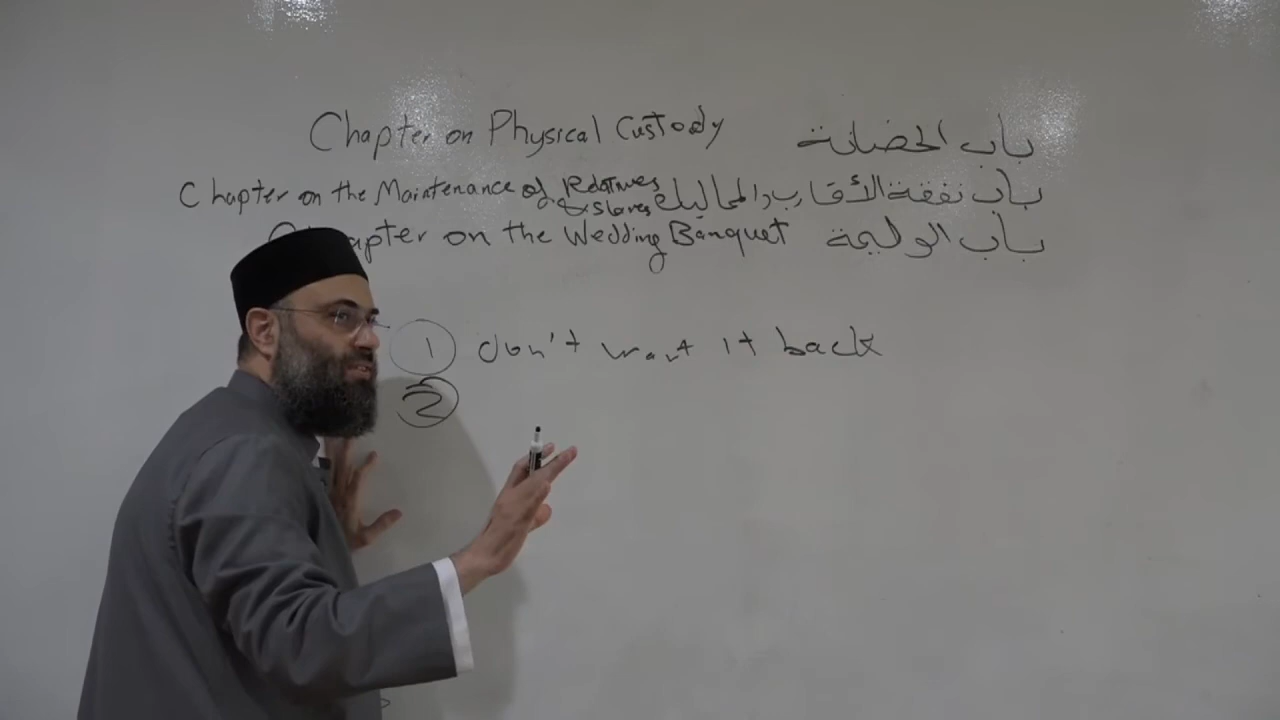 Chapter on Physical Custody باب الحضانة
Chapter on the Maintenance of Relatives & Slaves باب نفقة الأقارب والمماليك
Chapter on the Wedding Banquet باب الوليمة
1 don't want it back
2